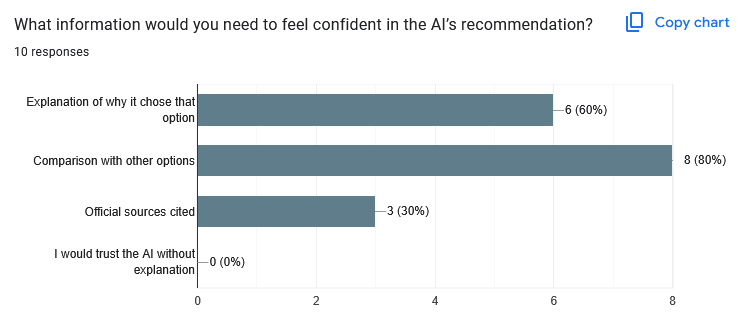 What information would you need to feel confident in the AI's recommendation?
Copy chart
10 responses
Explanation of why it chose that
option
6 (60%)
Comparison with other options
8 (80%)
Official sources cited
3 (30%)
I would trust the AI without
explanation
0 (0%)
0 2 4 6 8